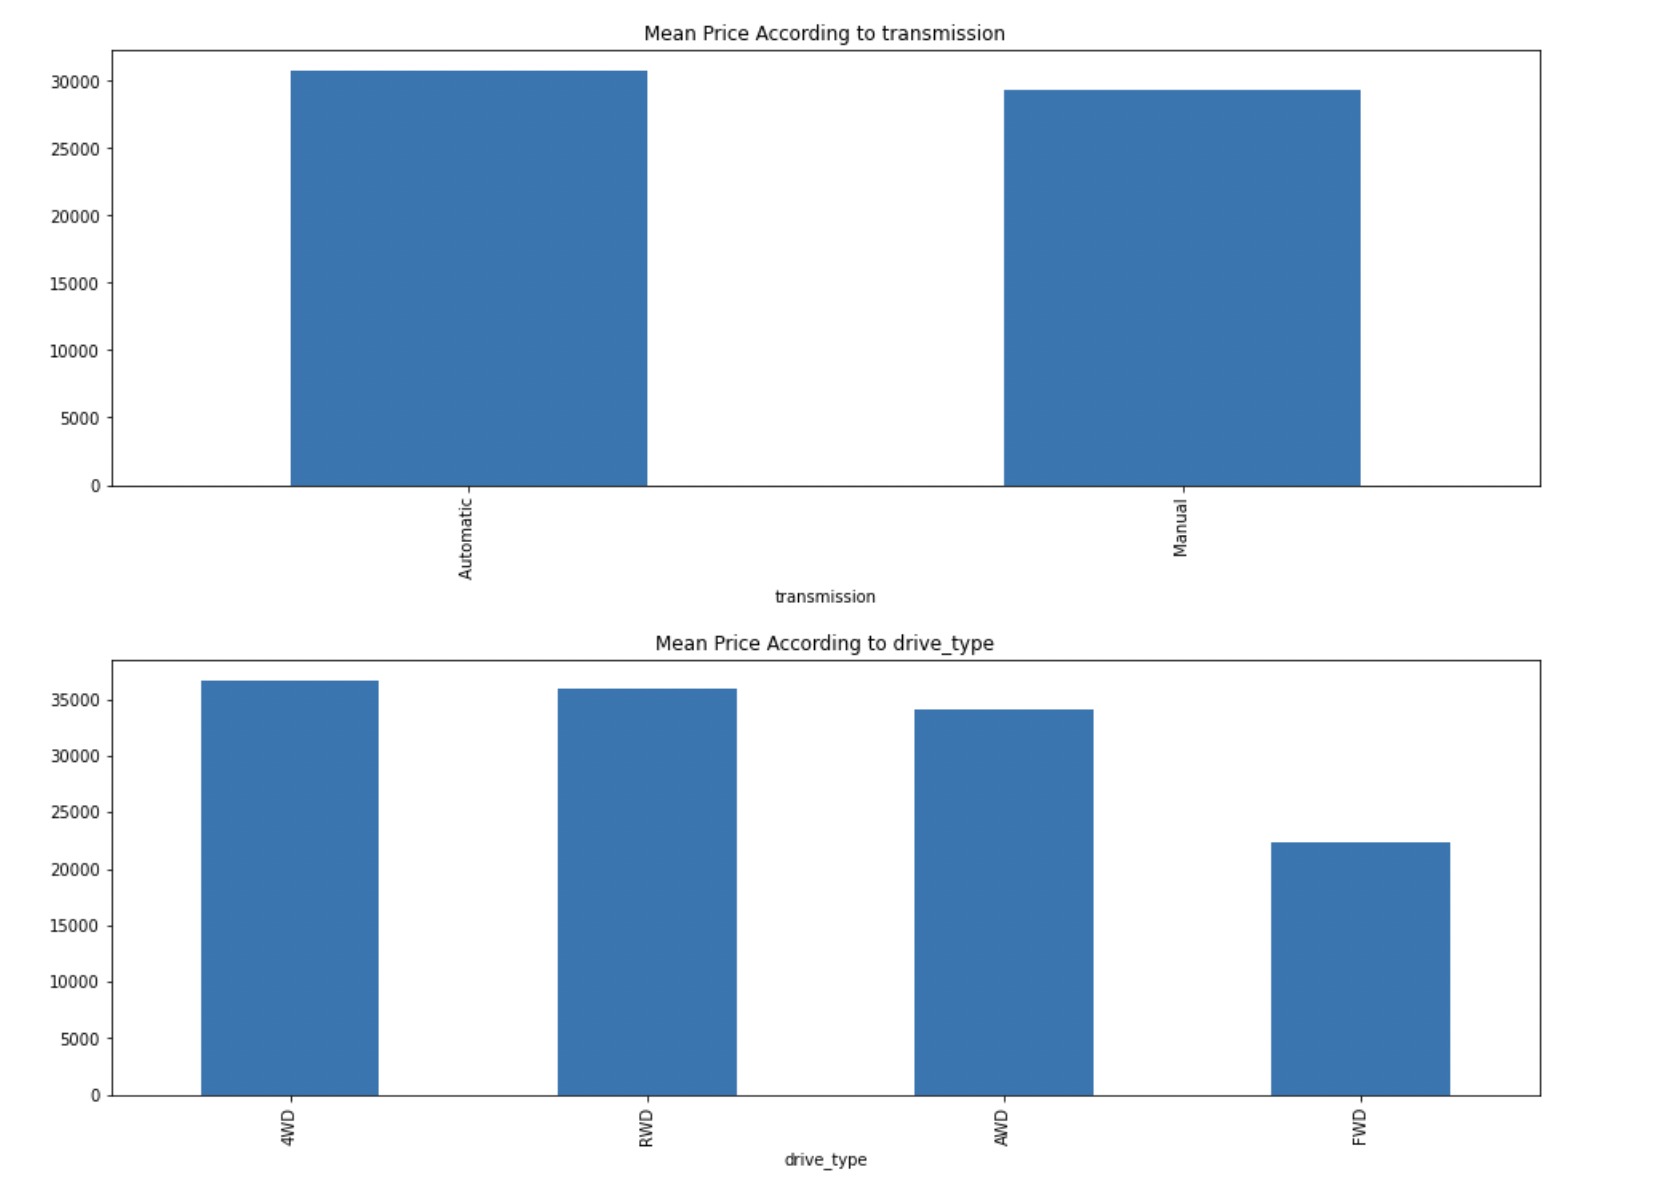 Mean Price According to transmission
30000
25000
20000
15000
10000
5000
0
Automatic
Manual
transmission
Mean Price According to drive_type
35000
30000
25000
20000
15000
10000
5000
0
4WD
RWD
AWD
FWD
drive_type